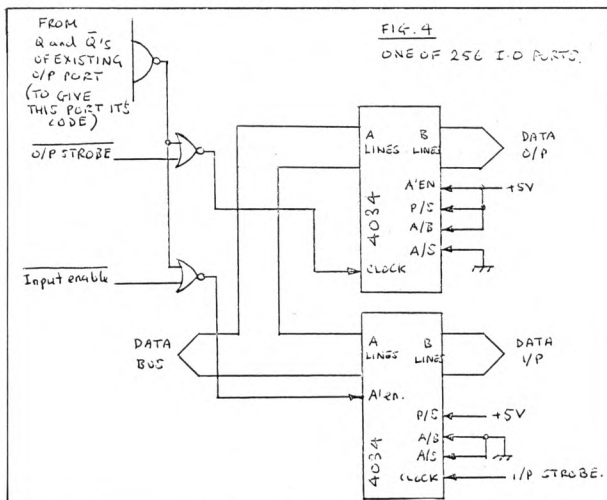 FROM
Q and Q̅'S
OF EXISTING
O/P PORT
(TO GIVE
THIS PORT ITS
CODE)
O/P STROBE
Input enable
DATA
BUS
FIG. 4
ONE OF 256 I.O PORTS.
A B
LINES LINES
A'EN
P/S
A/B
A/S
CLOCK
4034
DATA
O/P
+5V
A B
LINES LINES
A'en.
P/S
A/B
A/S
CLOCK
4034
DATA
I/P
+5V
I/P STROBE.